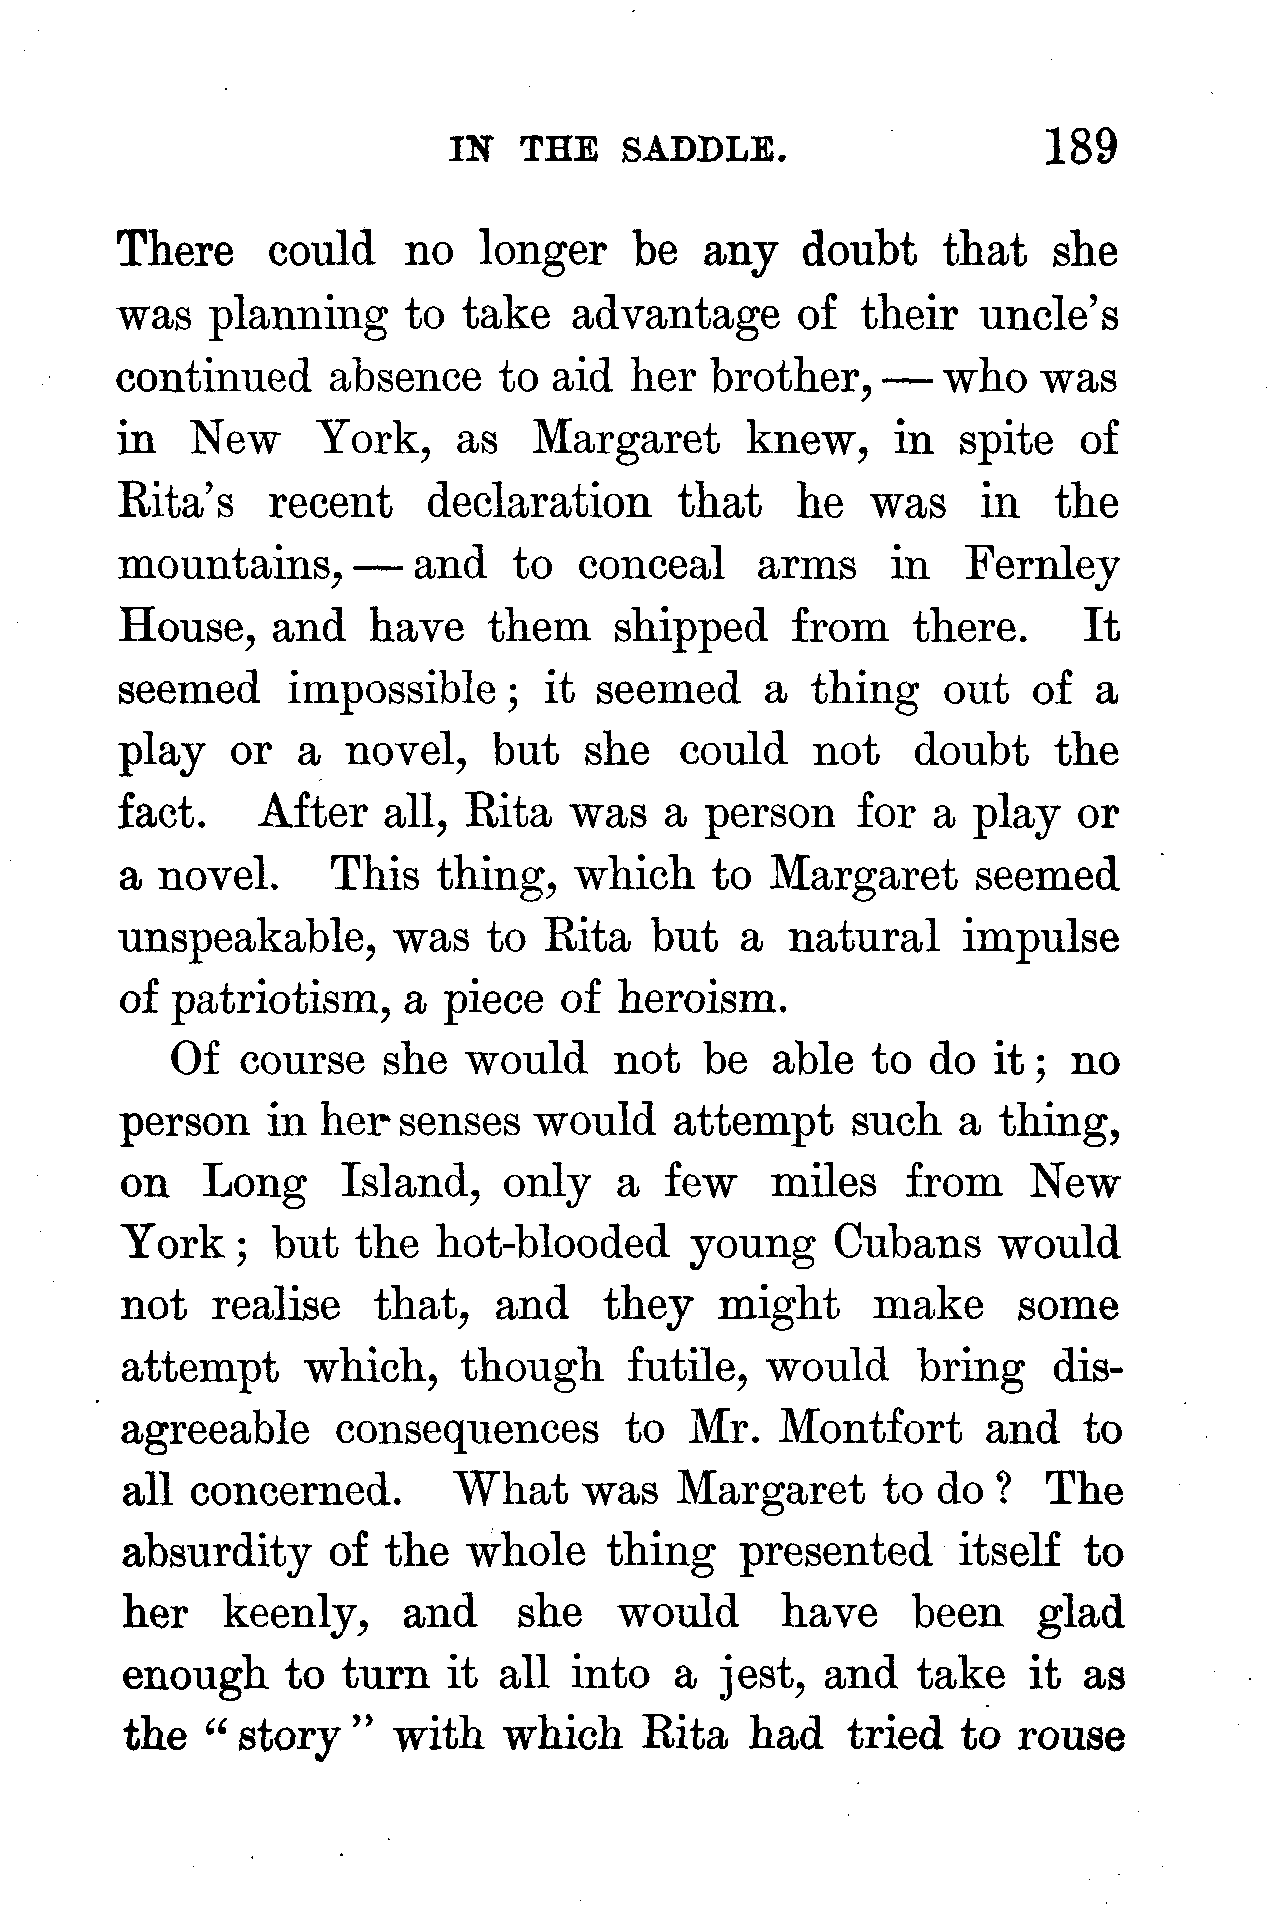 IN THE SADDLE. 189
There could no longer be any doubt that she
was planning to take advantage of their uncle's
continued absence to aid her brother, — who was
in New York, as Margaret knew, in spite of
Rita's recent declaration that he was in the
mountains, — and to conceal arms in Fernley
House, and have them shipped from there. It
seemed impossible; it seemed a thing out of a
play or a novel, but she could not doubt the
fact. After all, Rita was a person for a play or
a novel. This thing, which to Margaret seemed
unspeakable, was to Rita but a natural impulse
of patriotism, a piece of heroism.
Of course she would not be able to do it; no
person in her senses would attempt such a thing,
on Long Island, only a few miles from New
York; but the hot-blooded young Cubans would
not realise that, and they might make some
attempt which, though futile, would bring dis-
agreeable consequences to Mr. Montfort and to
all concerned. What was Margaret to do? The
absurdity of the whole thing presented itself to
her keenly, and she would have been glad
enough to turn it all into a jest, and take it as
the "story" with which Rita had tried to rouse